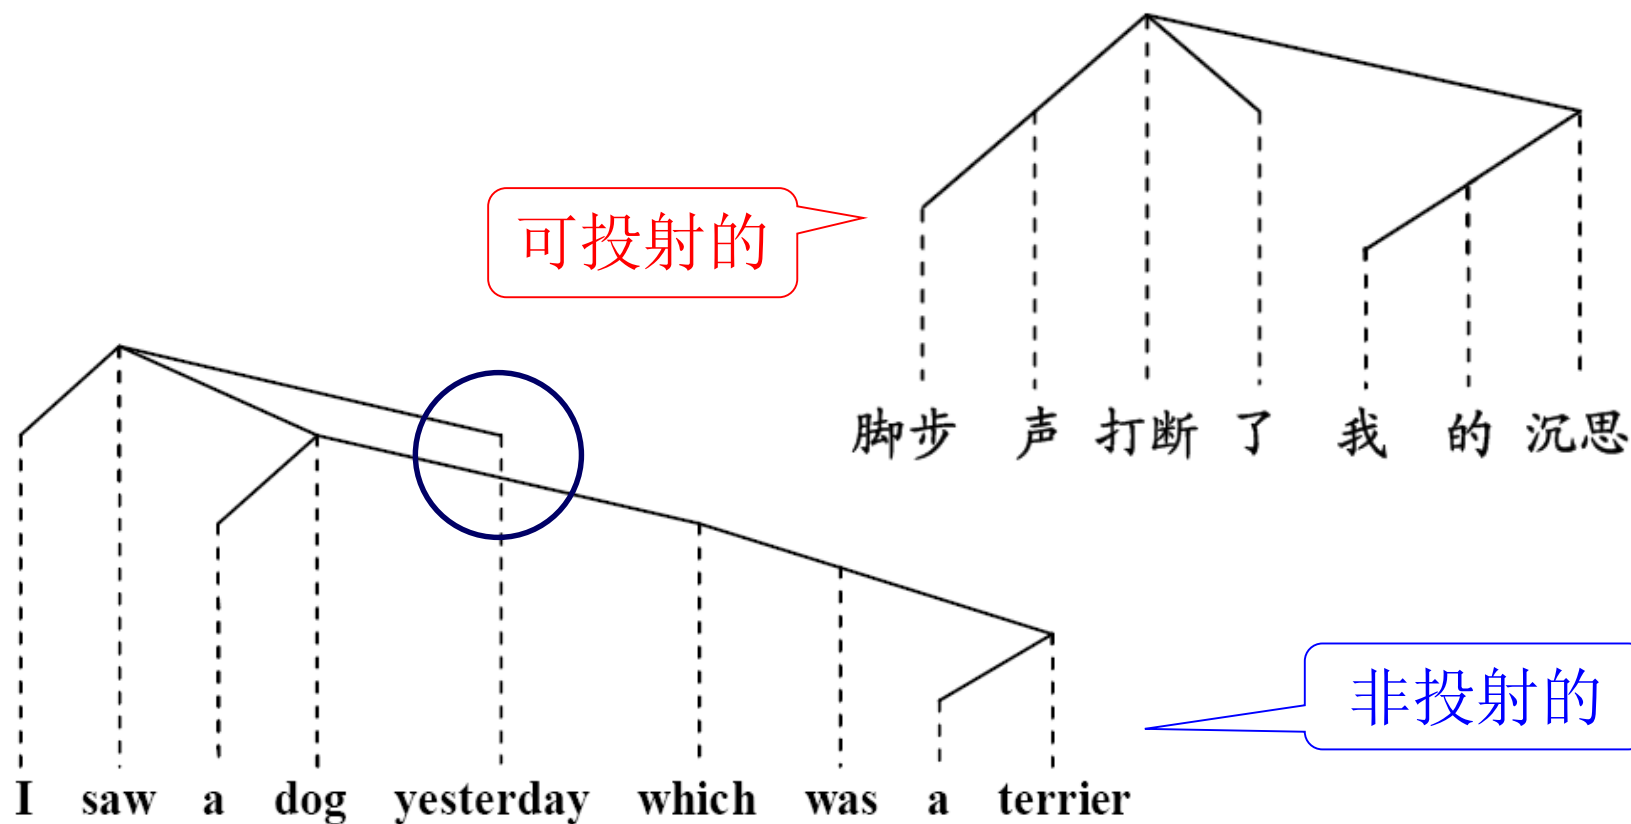 可投射的
脚步 声 打断 了 我 的 沉思
非投射的
I saw a dog yesterday which was a terrier